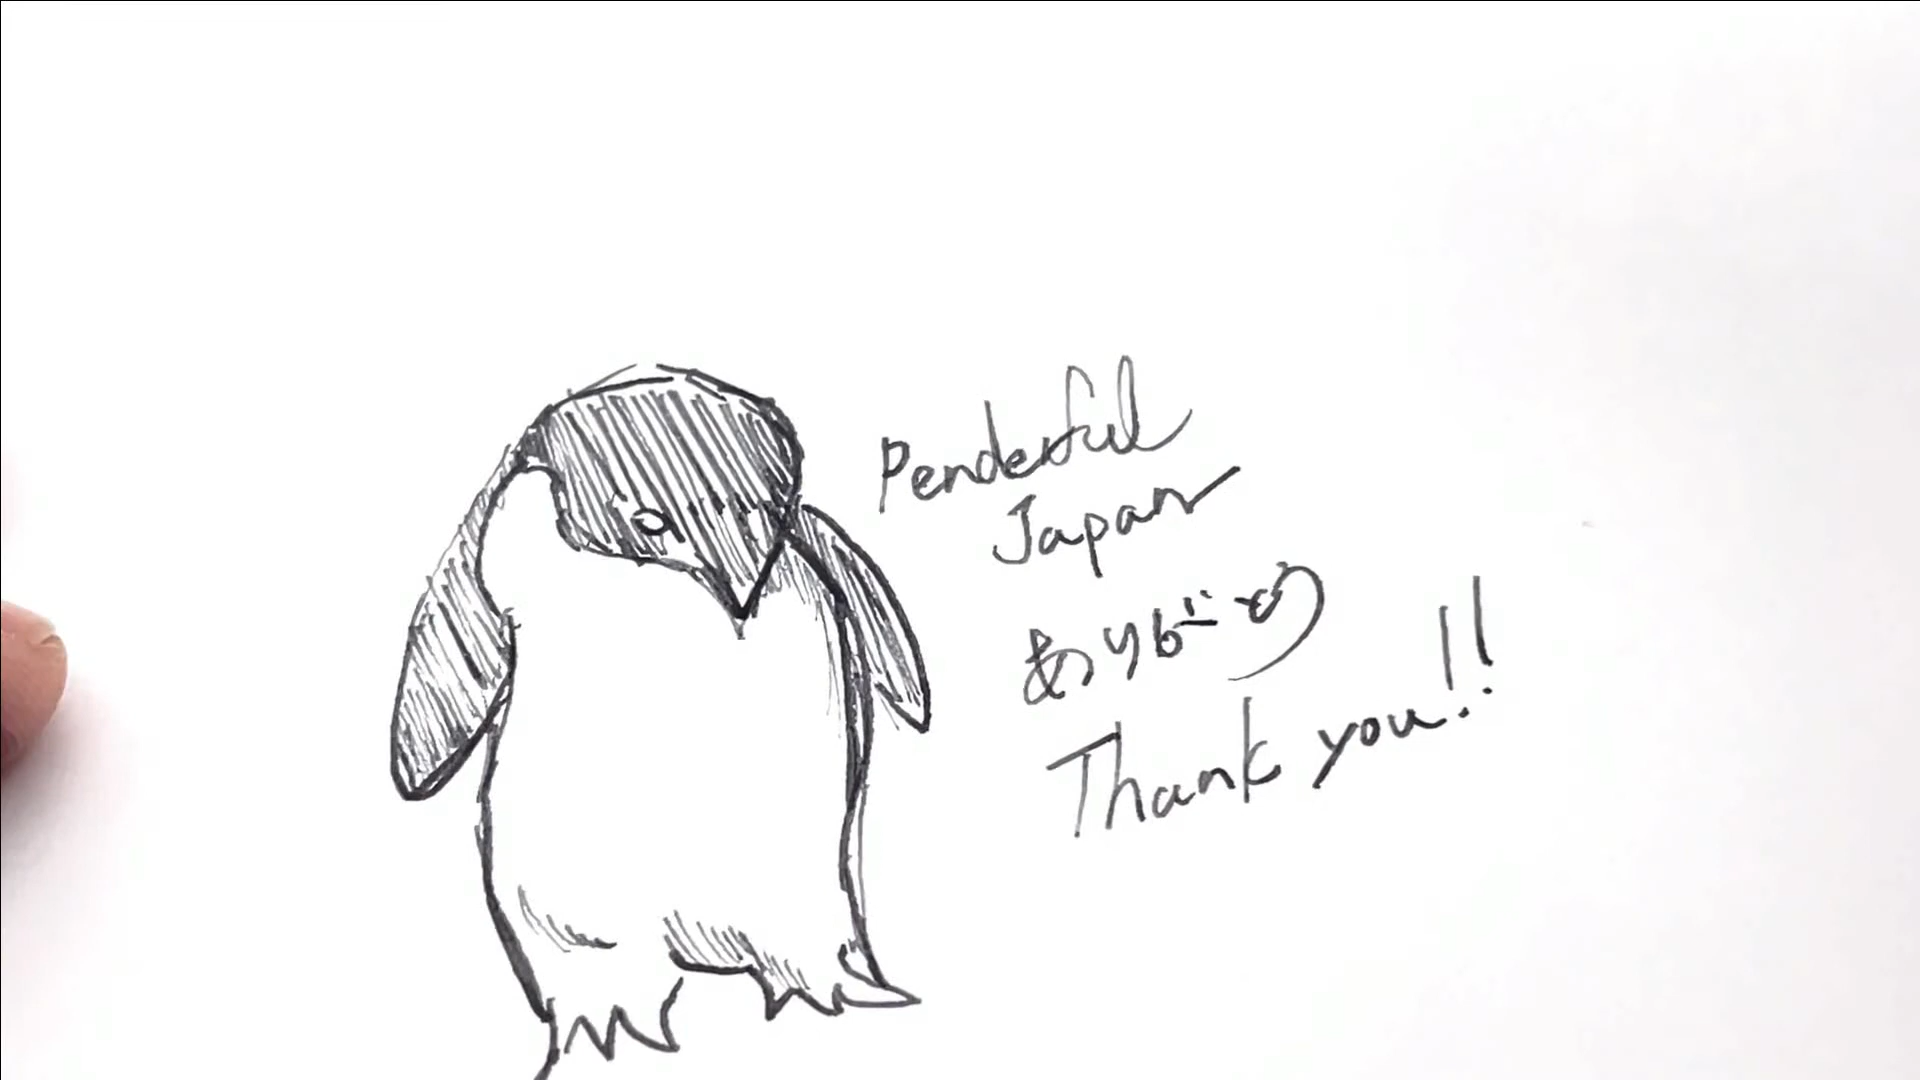 Penderful
Japan
ありがとう
Thank you!!